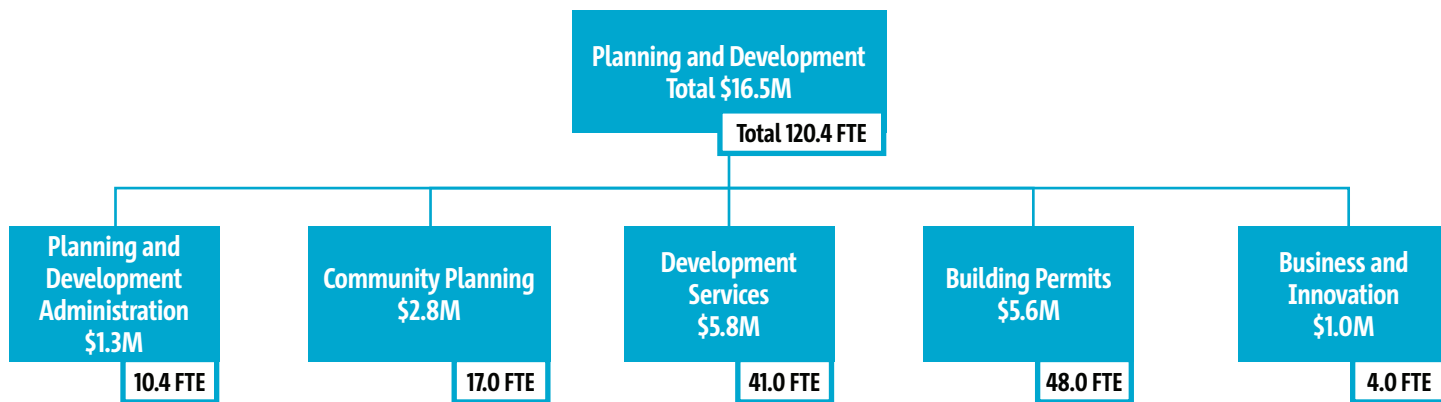 Planning and Development
Total $16.5M
Total 120.4 FTE
Planning and
Development
Administration
$1.3M
10.4 FTE
Community Planning
$2.8M
17.0 FTE
Development
Services
$5.8M
41.0 FTE
Building Permits
$5.6M
48.0 FTE
Business and
Innovation
$1.0M
4.0 FTE